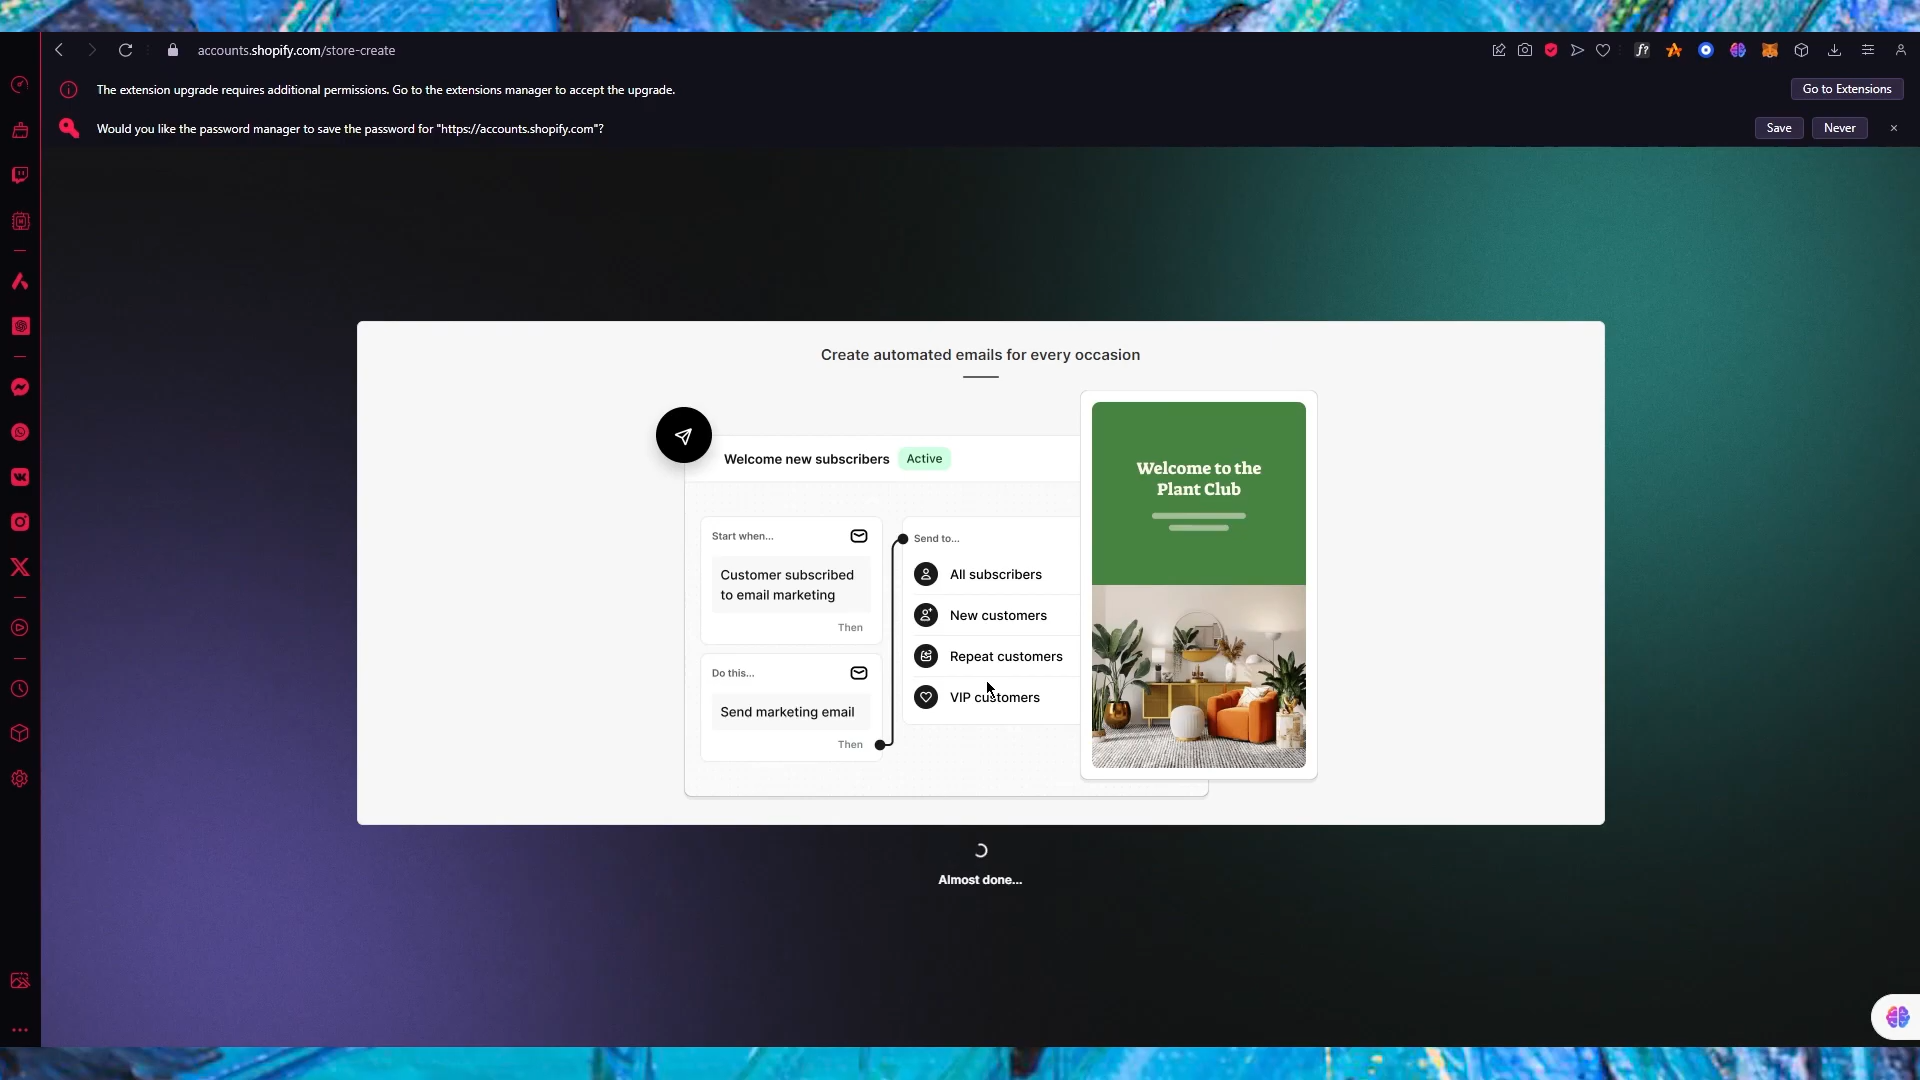 accounts.shopify.com/store-create
f?
The extension upgrade requires additional permissions. Go to the extensions manager to accept the upgrade.
Go to Extensions
Would you like the password manager to save the password for "https://accounts.shopify.com"?
Save
Never
Create automated emails for every occasion
Welcome new subscribers
Active
Start when...
Customer subscribed
to email marketing
Then
Do this...
Send marketing email
Then
Send to...
All subscribers
New customers
Repeat customers
VIP customers
Welcome to the
Plant Club
Almost done...